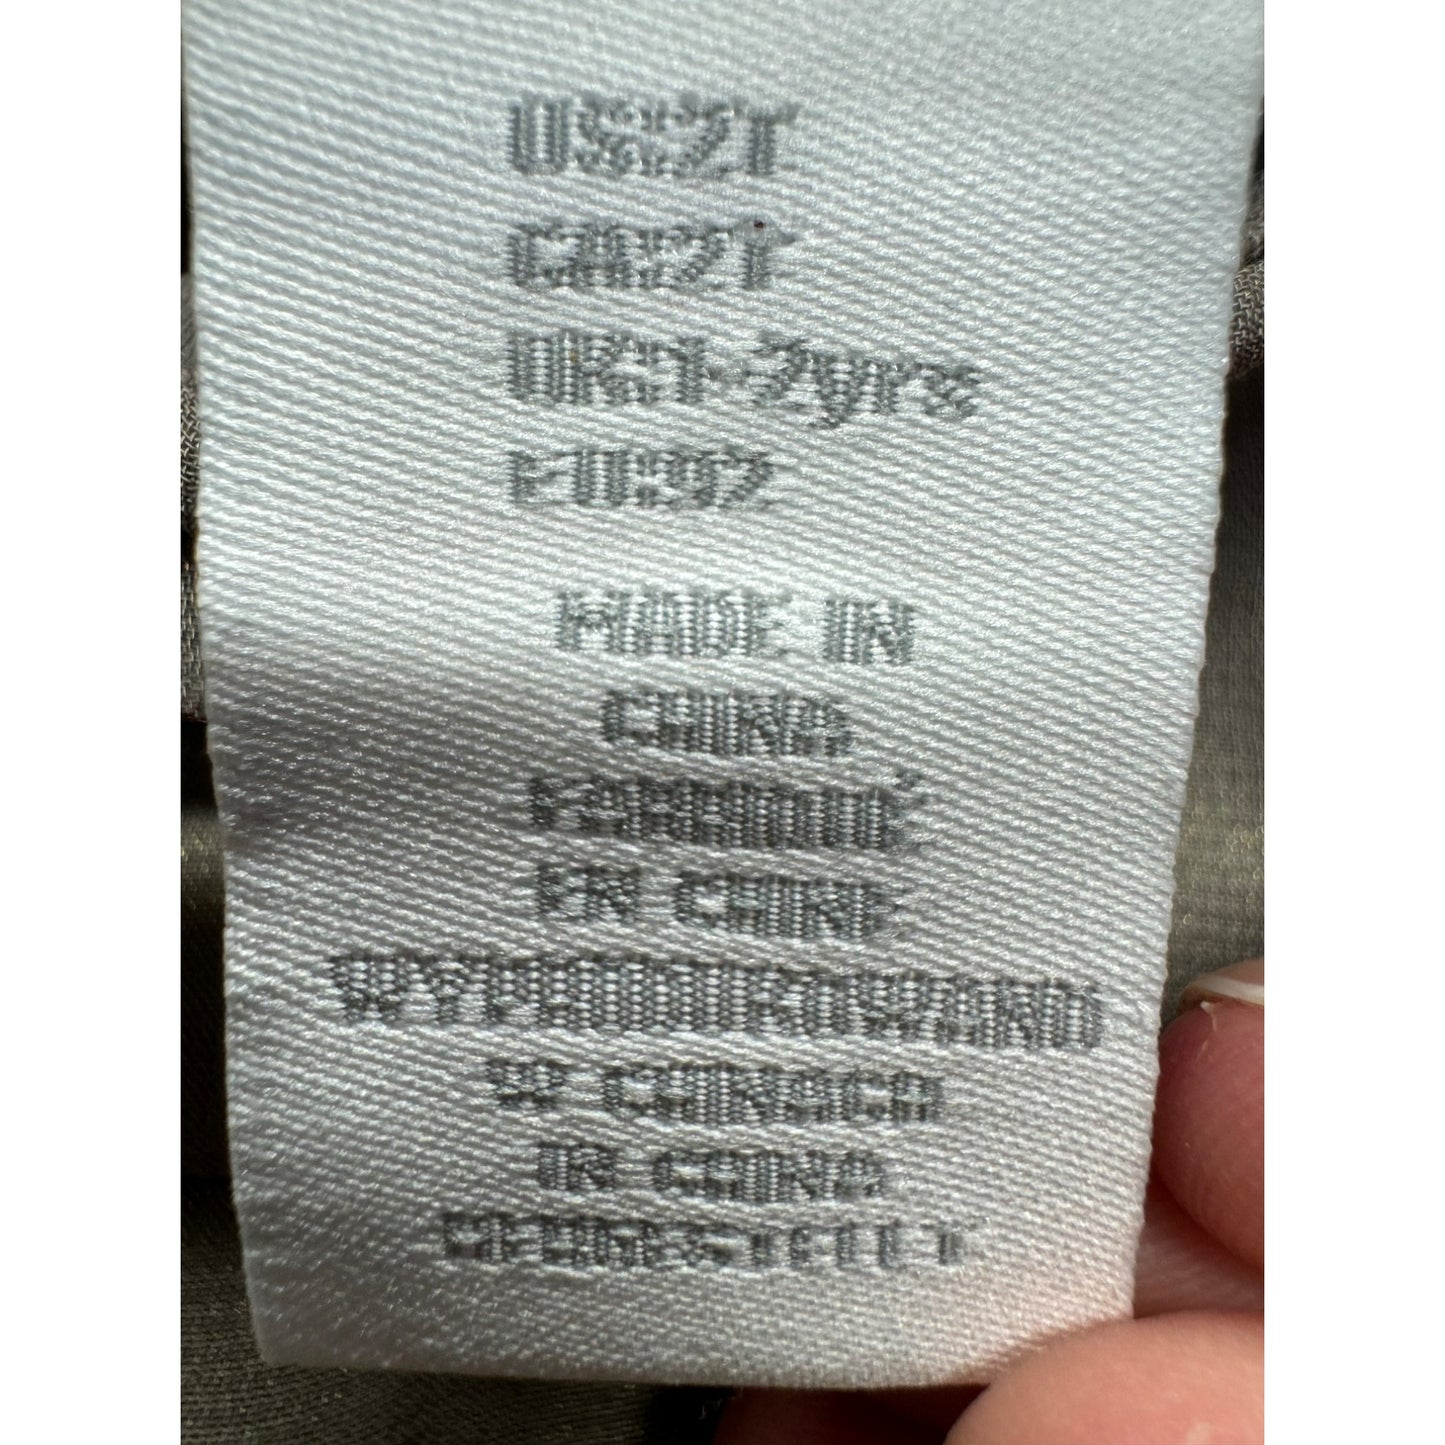 US:2T
CA:2T
UK:1-2yrs
EU:92
MADE IN
CHINA
FABRIQUÉ
EN CHINE
WYPRODUKOWANO
W CHINACH
IN CHINA
HERGESTELLT